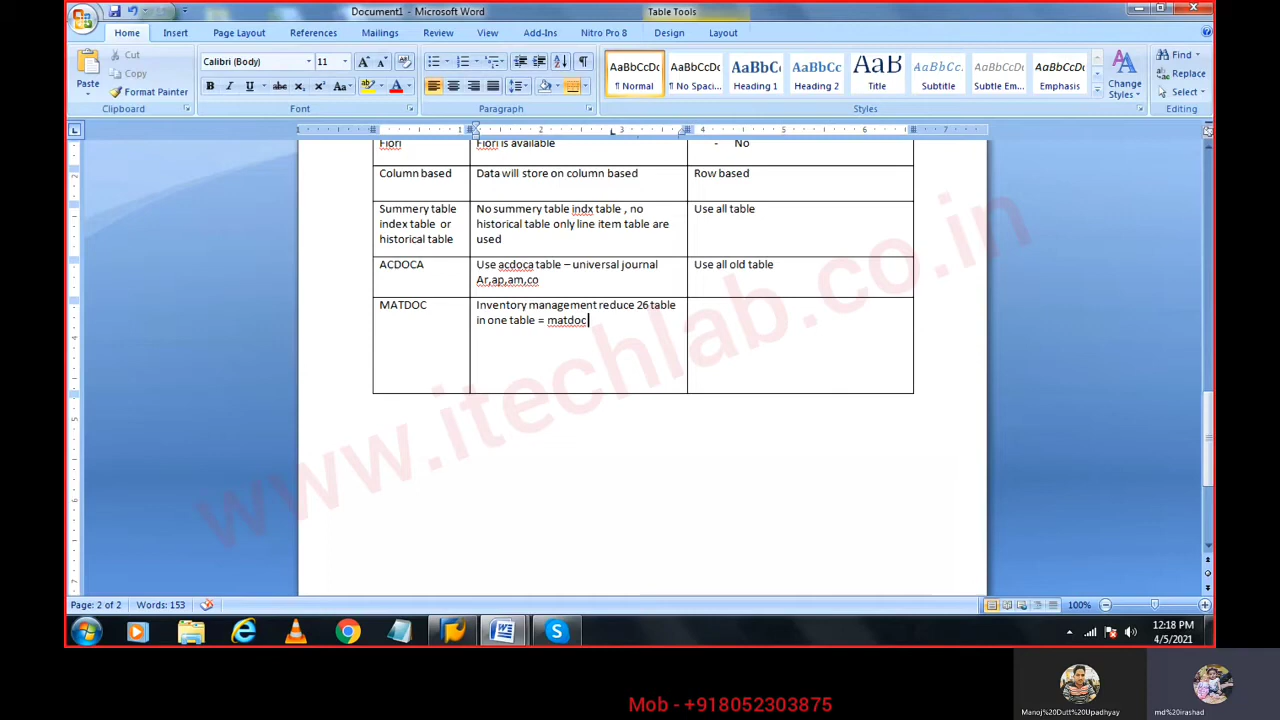 Document1 - Microsoft Word
Table Tools
Home
Insert
Page Layout
References
Mailings
Review
View
Add-Ins
Nitro Pro 8
Design
Layout
Paste
Cut
Copy
Format Painter
Clipboard
Calibri (Body)
11
Font
Paragraph
AaBbCcDc
¶ Normal
AaBbCcDc
¶ No Spaci...
AaBbC
Heading 1
AaBbCc
Heading 2
AaB
Title
AaBbCc.
Subtitle
AaBbCcDc
Subtle Em...
AaBbCcDc
Emphasis
Styles
Change
Styles
Find
Replace
Select
Editing
Fiori
Fiori is available
- No
Column based
Data will store on column based
Row based
Summery table
index table or
historical table
No summery table indx table , no
historical table only line item table are
used
Use all table
ACDOCA
Use acdoca table – universal journal
Ar,ap,am,co
Use all old table
MATDOC
Inventory management reduce 26 table
in one table = matdoc
www.itechlab.co.in
Page: 2 of 2
Words: 153
100%
12:18 PM
4/5/2021
Mob - +918052303875
Manoj%20Dutt%20Upadhyay
md%20irashad